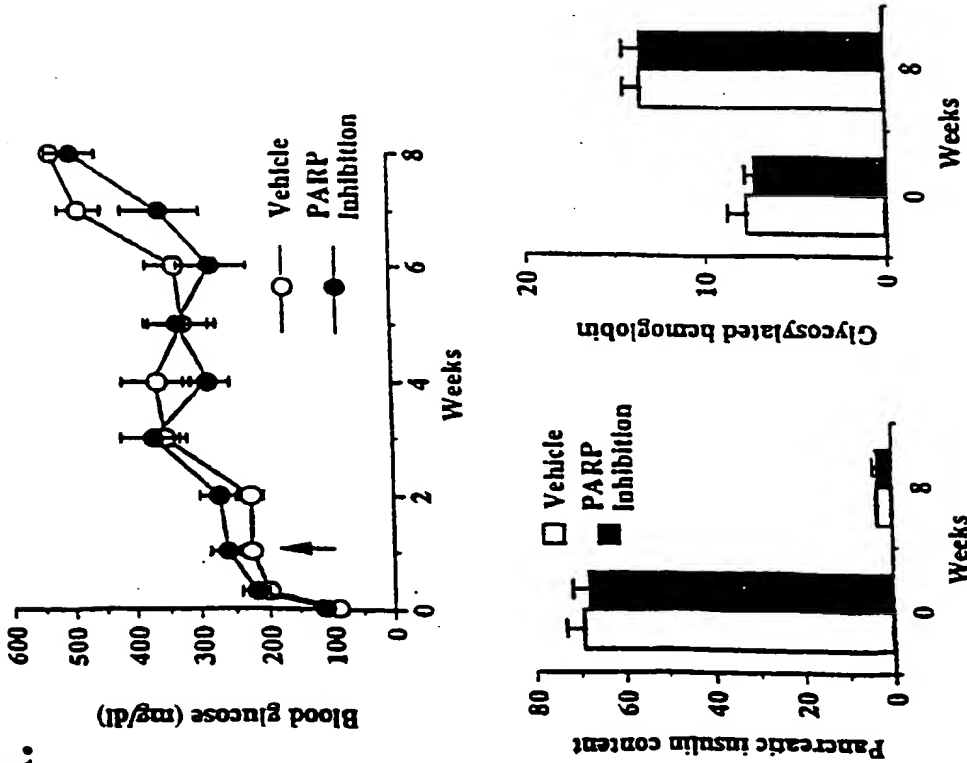 600
500
400
300
200
100
0
Blood glucose (mg/dl)
0 2 4 6 8
Weeks
Vehicle
PARP
Inhibition
80
60
40
20
0
Pancreatic insulin content
0 8
Weeks
Vehicle
PARP
Inhibition
20
10
0
Glycosylated hemoglobin
0 8
Weeks